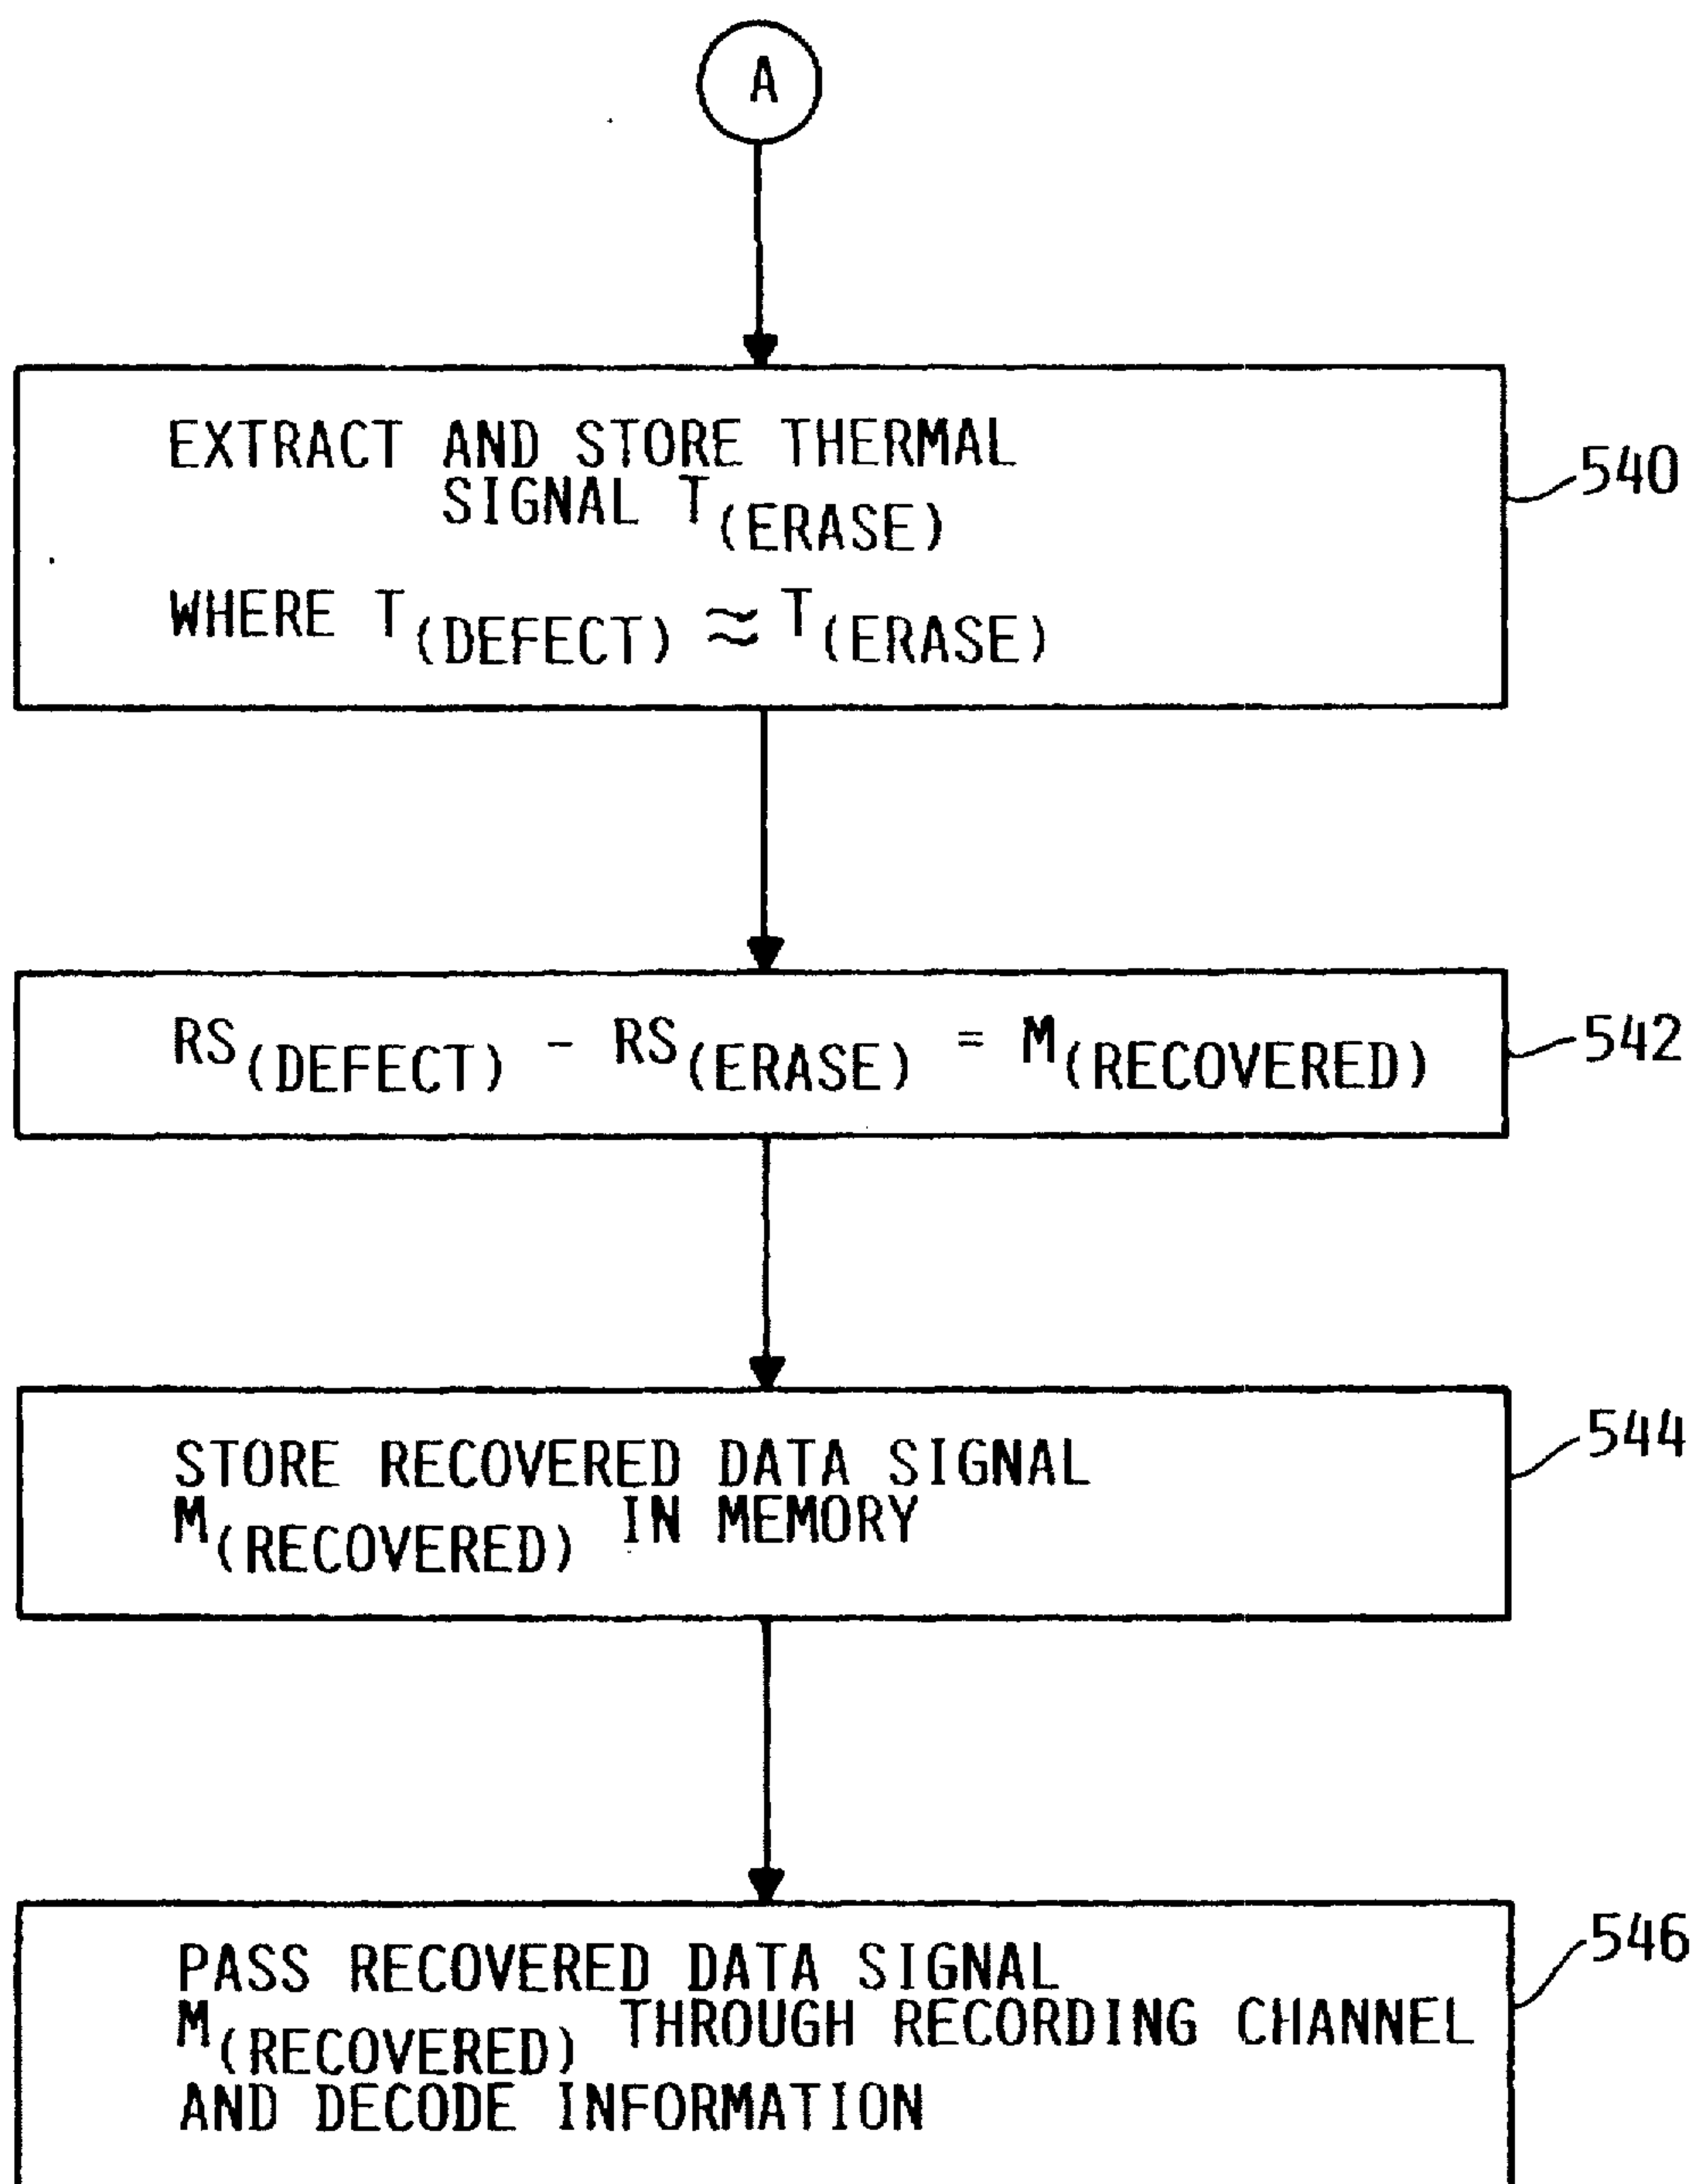 A
EXTRACT AND STORE THERMAL
SIGNAL T(ERASE)
WHERE T(DEFECT) ≈ T(ERASE)
540
RS(DEFECT) - RS(ERASE) = M(RECOVERED)
542
STORE RECOVERED DATA SIGNAL
M(RECOVERED) IN MEMORY
544
PASS RECOVERED DATA SIGNAL
M(RECOVERED) THROUGH RECORDING CHANNEL
AND DECODE INFORMATION
546